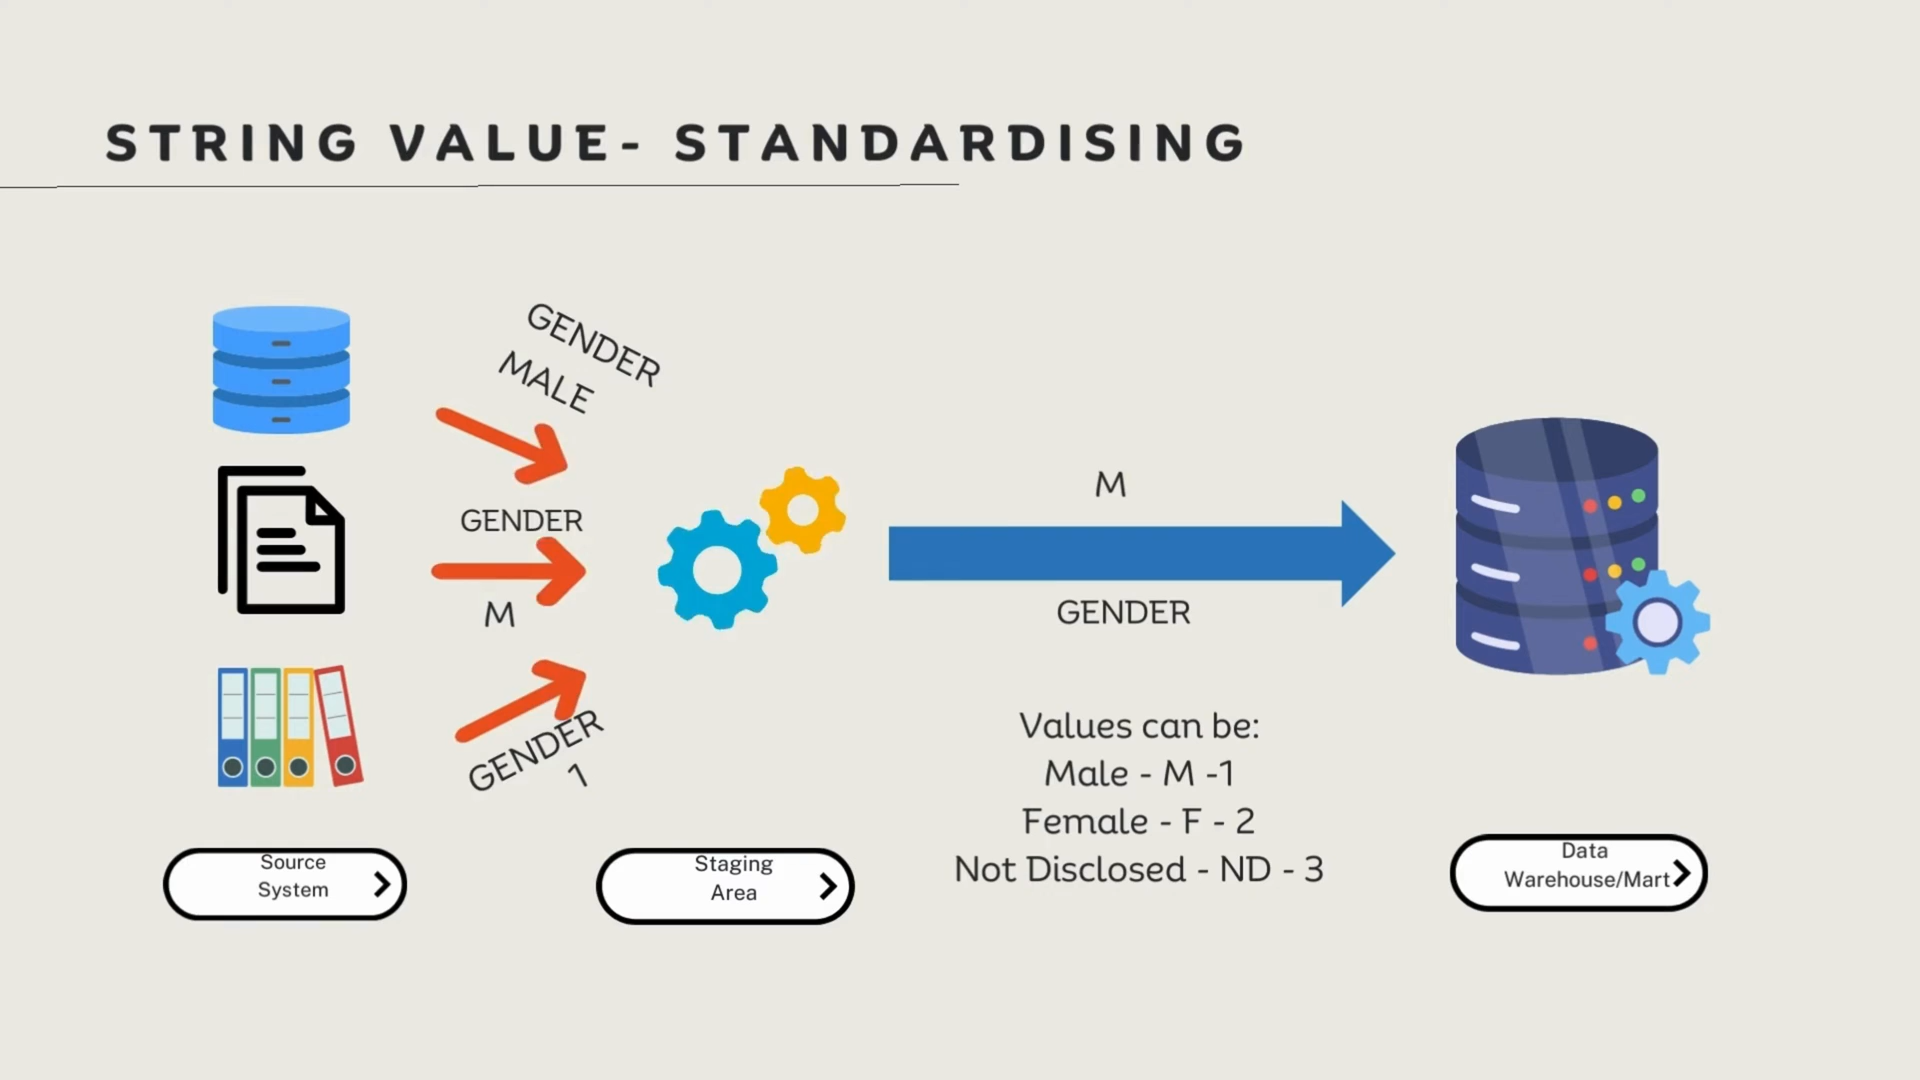 STRING VALUE- STANDARDISING
GENDER
MALE
GENDER
M
GENDER
1
M
GENDER
Values can be:
Male - M -1
Female - F - 2
Not Disclosed - ND - 3
Source
System
Staging
Area
Data
Warehouse/Mart